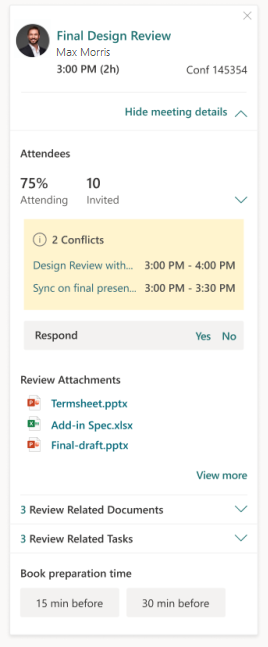 Final Design Review
Max Morris
3:00 PM (2h) Conf 145354
Hide meeting details
Attendees
75% 10
Attending Invited
2 Conflicts
Design Review with... 3:00 PM - 4:00 PM
Sync on final presen... 3:00 PM - 3:30 PM
Respond Yes No
Review Attachments
Termsheet.pptx
Add-in Spec.xlsx
Final-draft.pptx
View more
3 Review Related Documents
3 Review Related Tasks
Book preparation time
15 min before 30 min before